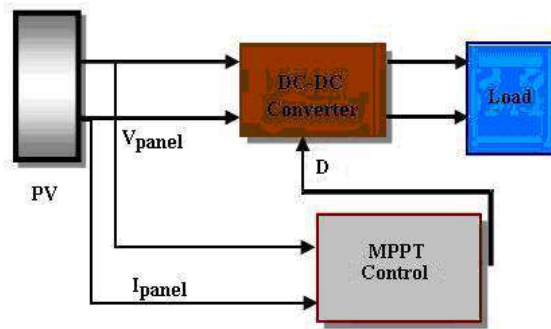 DC-DC
Converter
Load
Vpanel
D
PV
MPPT
Control
Ipanel